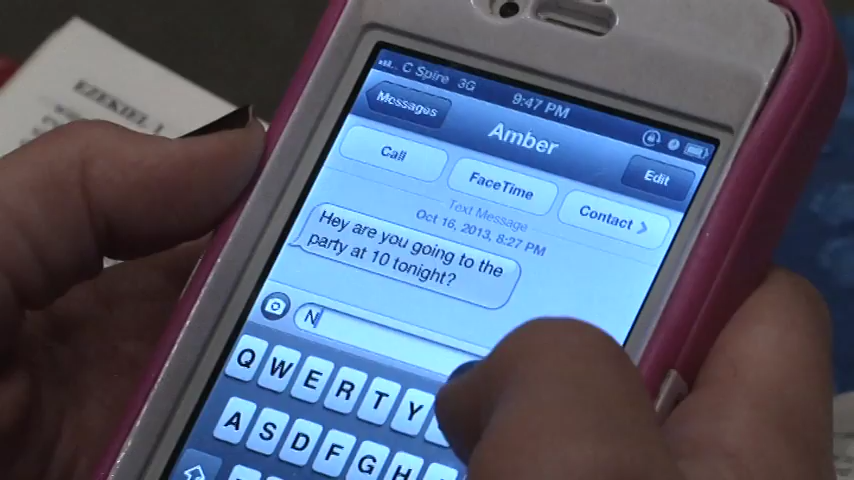 EZEKIEL 1
C Spire 3G
9:47 PM
Messages
Amber
Edit
Call
FaceTime
Contact
Text Message
Oct 16, 2013, 8:27 PM
Hey are you going to the
party at 10 tonight?
N
Q W E R T Y
A S D F G H